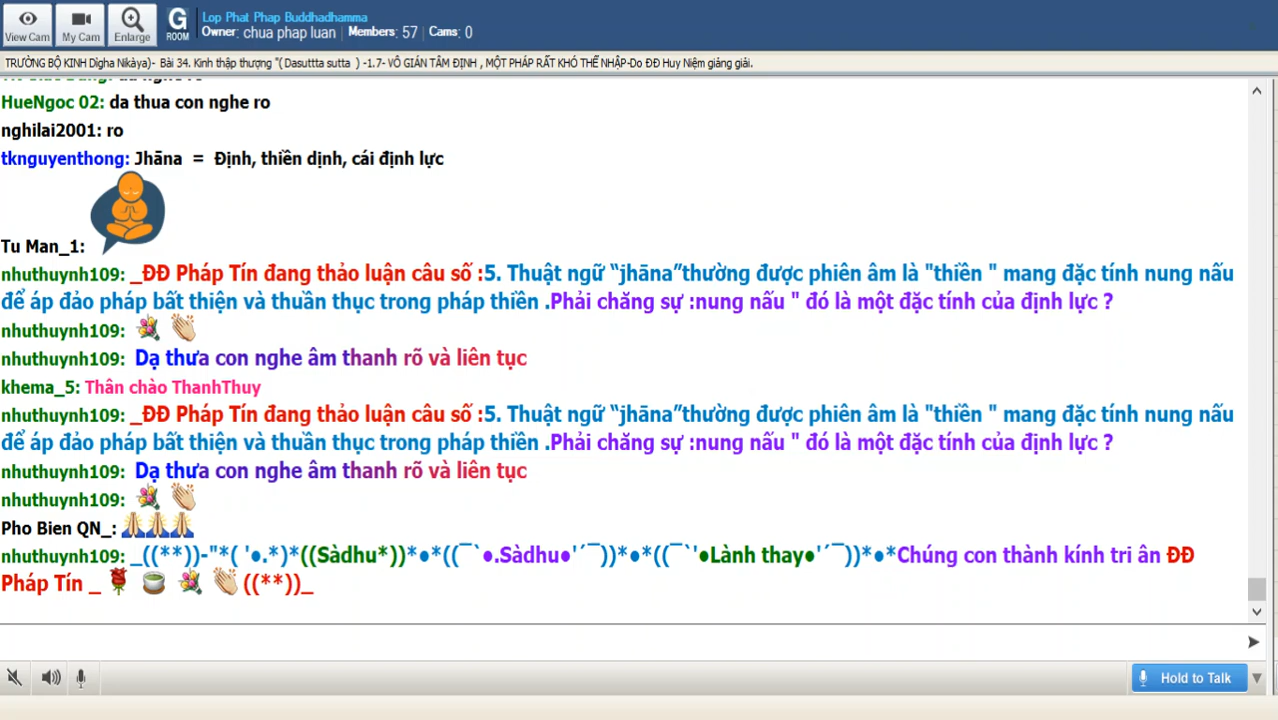 View Cam
My Cam
Enlarge
G
ROOM
Lop Phat Phap Buddhadhamma
Owner: chua phap luan | Members: 57 | Cams: 0
TRƯỜNG BỘ KINH Dìgha Nikàya)- Bài 34. Kinh thập thượng "( Dasuttta sutta ) -1.7- VÔ GIÁN TÂM ĐỊNH , MỘT PHÁP RẤT KHÓ THỂ NHẬP-Do ĐĐ Huy Niệm giảng giải.
HueNgoc 02: da thua con nghe ro
nghilai2001: ro
tknguyenthong: Jhāna = Định, thiền dịnh, cái định lực
Tu Man_1:
nhuthuynh109: _ĐĐ Pháp Tín đang thảo luận câu số :5. Thuật ngữ “jhāna”thường được phiên âm là "thiền " mang đặc tính nung nấu
để áp đảo pháp bất thiện và thuần thục trong pháp thiền .Phải chăng sự :nung nấu " đó là một đặc tính của định lực ?
nhuthuynh109:
nhuthuynh109: Dạ thưa con nghe âm thanh rõ và liên tục
khema_5: Thân chào ThanhThuy
nhuthuynh109: _ĐĐ Pháp Tín đang thảo luận câu số :5. Thuật ngữ “jhāna”thường được phiên âm là "thiền " mang đặc tính nung nấu
để áp đảo pháp bất thiện và thuần thục trong pháp thiền .Phải chăng sự :nung nấu " đó là một đặc tính của định lực ?
nhuthuynh109: Dạ thưa con nghe âm thanh rõ và liên tục
nhuthuynh109:
Pho Bien QN_:
nhuthuynh109: _((**))-"*( '●.*)*((Sàdhu*))*●*((¯`●.Sàdhu●'´¯))*●*((¯`'●Lành thay●'´¯))*●*Chúng con thành kính tri ân ĐĐ
Pháp Tín _ ((**))_
Hold to Talk